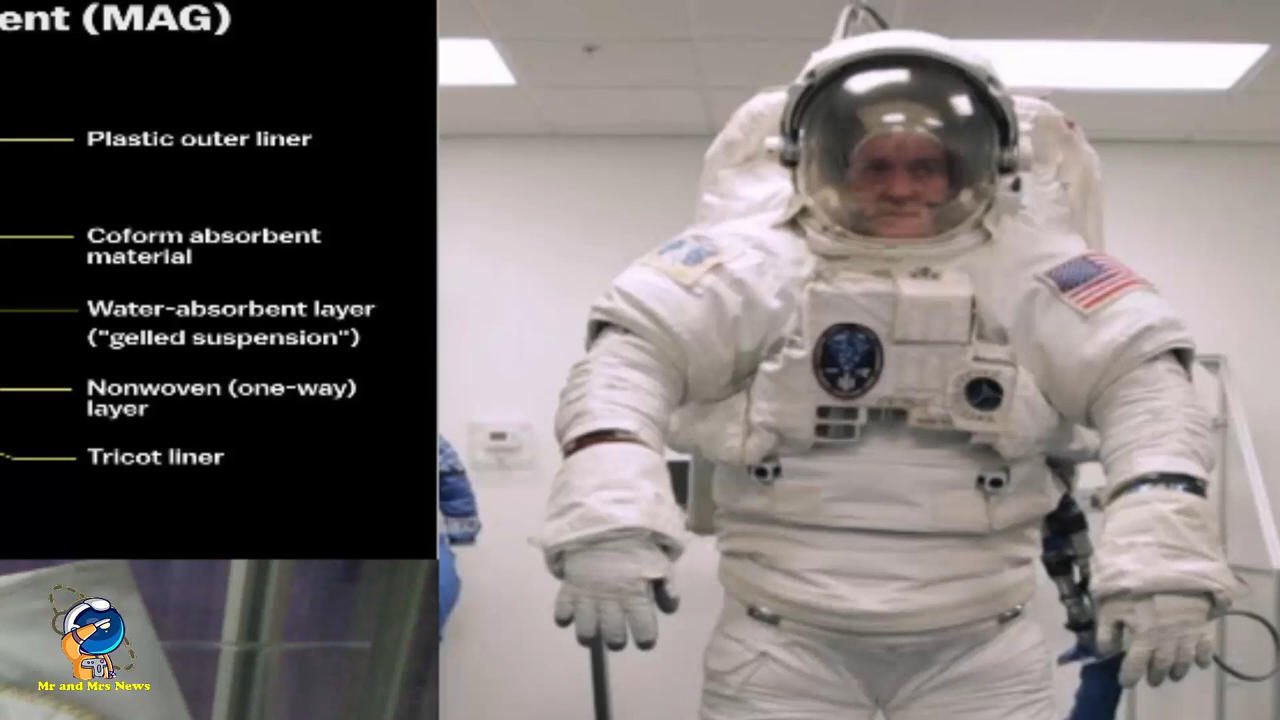 ent (MAG)
Plastic outer liner
Coform absorbent
material
Water-absorbent layer
("gelled suspension")
Nonwoven (one-way)
layer
Tricot liner
Mr and Mrs News